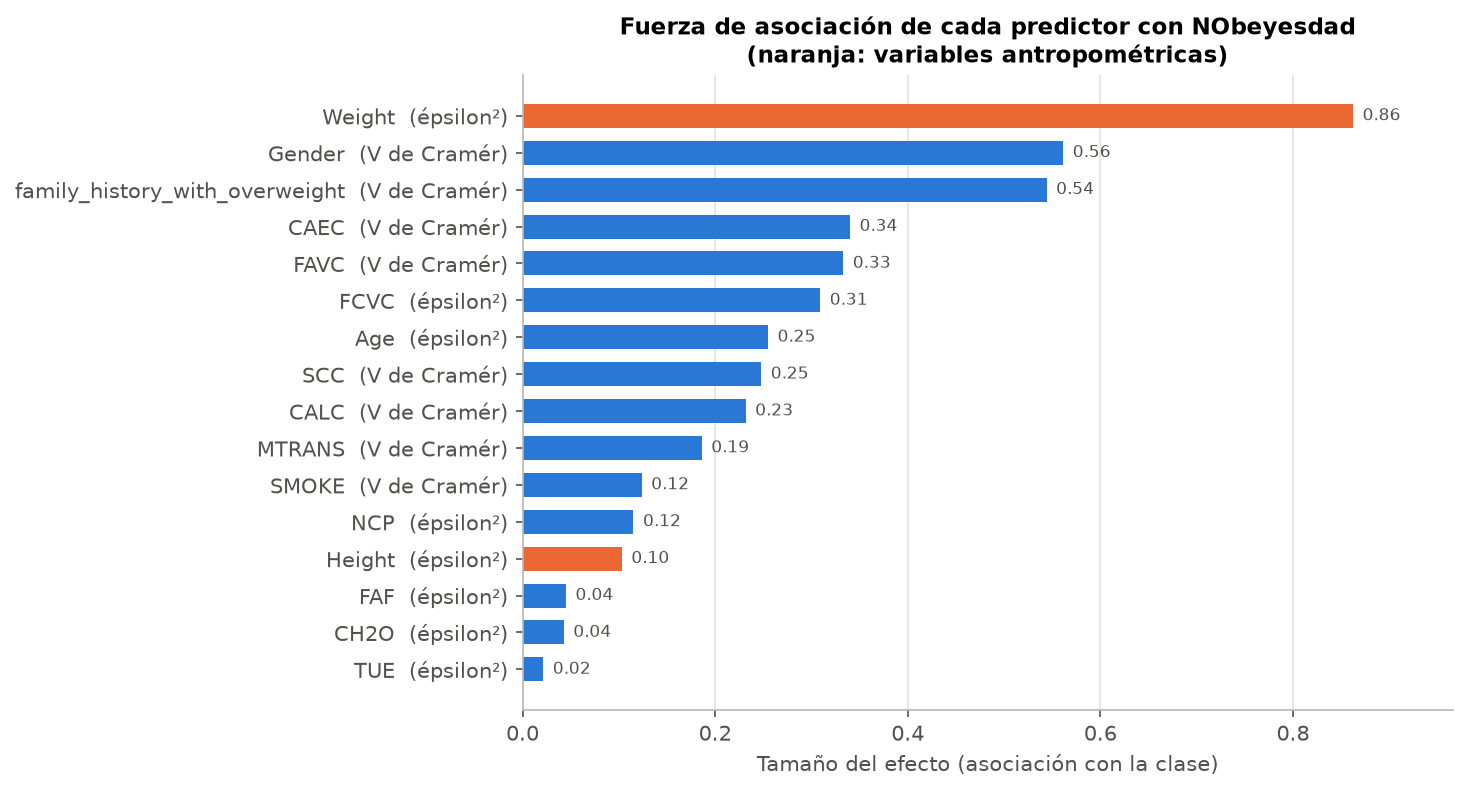 Fuerza de asociación de cada predictor con NObeyesdad
(naranja: variables antropométricas)
Weight (épsilon²) 0.86
Gender (V de Cramér) 0.56
family_history_with_overweight (V de Cramér) 0.54
CAEC (V de Cramér) 0.34
FAVC (V de Cramér) 0.33
FCVC (épsilon²) 0.31
Age (épsilon²) 0.25
SCC (V de Cramér) 0.25
CALC (V de Cramér) 0.23
MTRANS (V de Cramér) 0.19
SMOKE (V de Cramér) 0.12
NCP (épsilon²) 0.12
Height (épsilon²) 0.10
FAF (épsilon²) 0.04
CH2O (épsilon²) 0.04
TUE (épsilon²) 0.02
0.0 0.2 0.4 0.6 0.8
Tamaño del efecto (asociación con la clase)